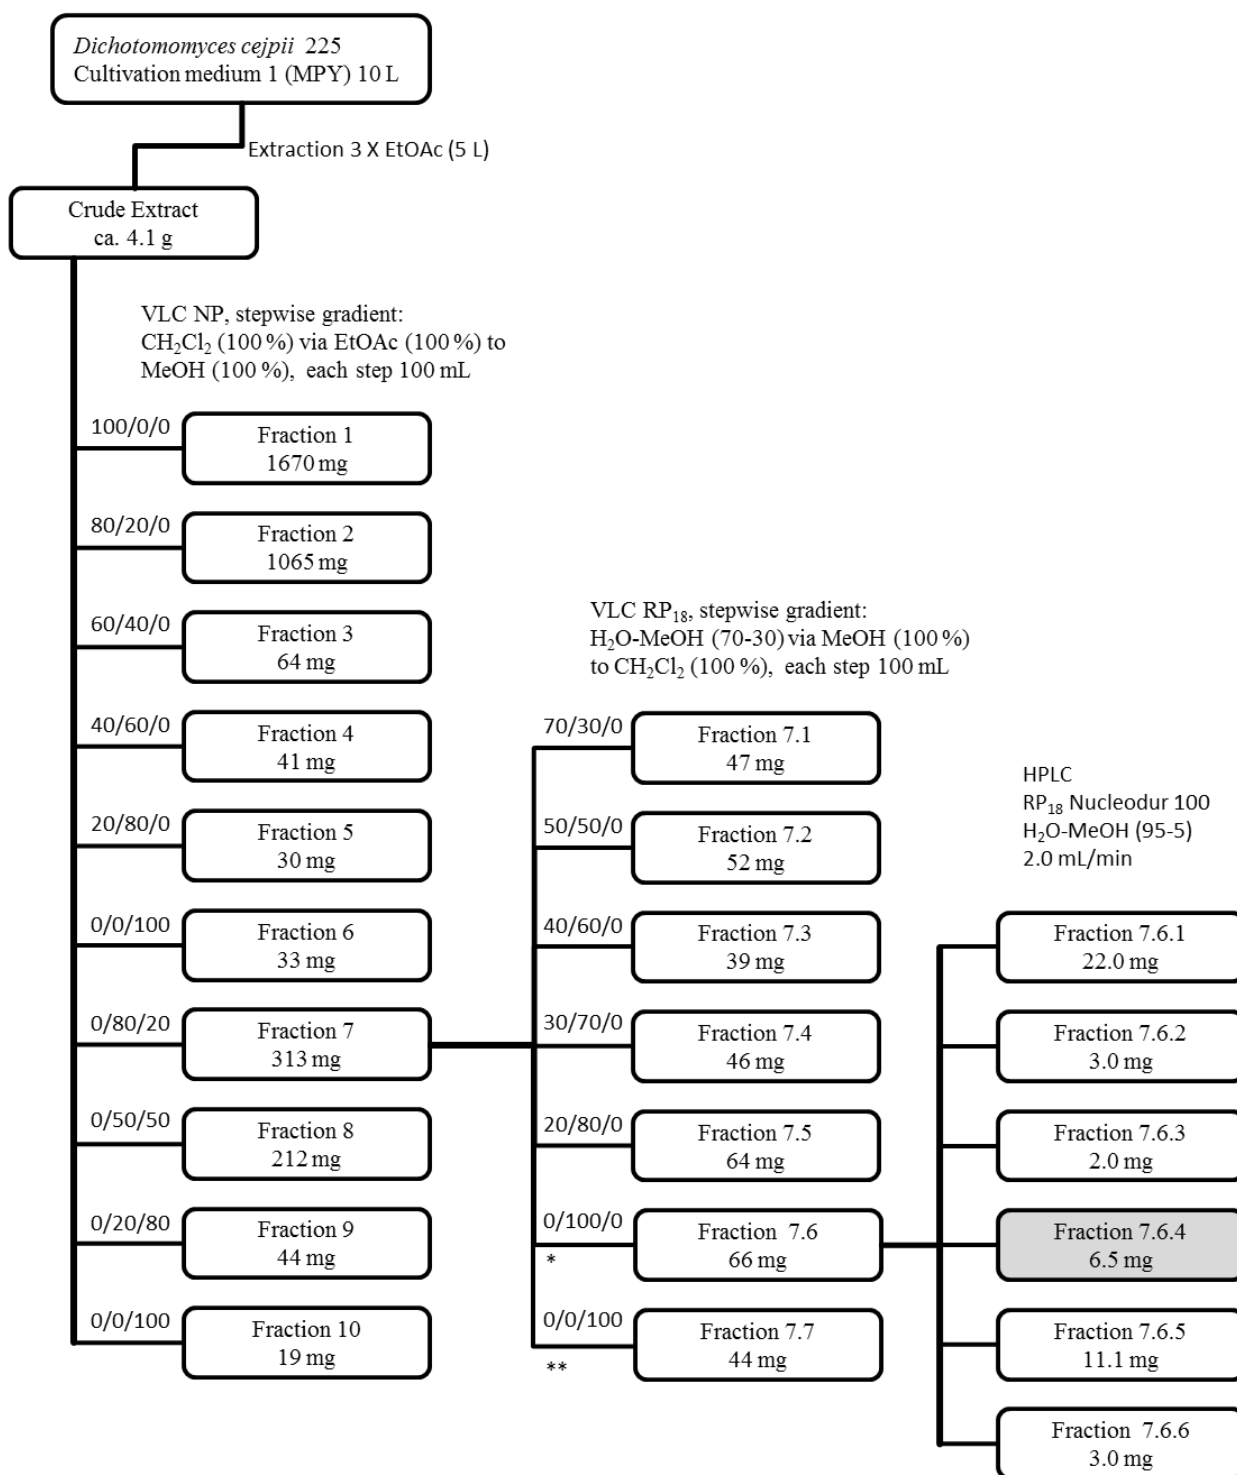 Dichotomomyces cejpii 225
Cultivation medium 1 (MPY) 10 L
Extraction 3 X EtOAc (5 L)
Crude Extract
ca. 4.1 g
VLC NP, stepwise gradient:
CH₂Cl₂ (100 %) via EtOAc (100 %) to
MeOH (100 %), each step 100 mL
100/0/0
Fraction 1
1670 mg
80/20/0
Fraction 2
1065 mg
60/40/0
Fraction 3
64 mg
40/60/0
Fraction 4
41 mg
20/80/0
Fraction 5
30 mg
0/0/100
Fraction 6
33 mg
0/80/20
Fraction 7
313 mg
0/50/50
Fraction 8
212 mg
0/20/80
Fraction 9
44 mg
0/0/100
Fraction 10
19 mg
VLC RP₁₈, stepwise gradient:
H₂O-MeOH (70-30) via MeOH (100 %)
to CH₂Cl₂ (100 %), each step 100 mL
70/30/0
Fraction 7.1
47 mg
50/50/0
Fraction 7.2
52 mg
40/60/0
Fraction 7.3
39 mg
30/70/0
Fraction 7.4
46 mg
20/80/0
Fraction 7.5
64 mg
0/100/0
*
Fraction 7.6
66 mg
0/0/100
**
Fraction 7.7
44 mg
HPLC
RP₁₈ Nucleodur 100
H₂O-MeOH (95-5)
2.0 mL/min
Fraction 7.6.1
22.0 mg
Fraction 7.6.2
3.0 mg
Fraction 7.6.3
2.0 mg
Fraction 7.6.4
6.5 mg
Fraction 7.6.5
11.1 mg
Fraction 7.6.6
3.0 mg